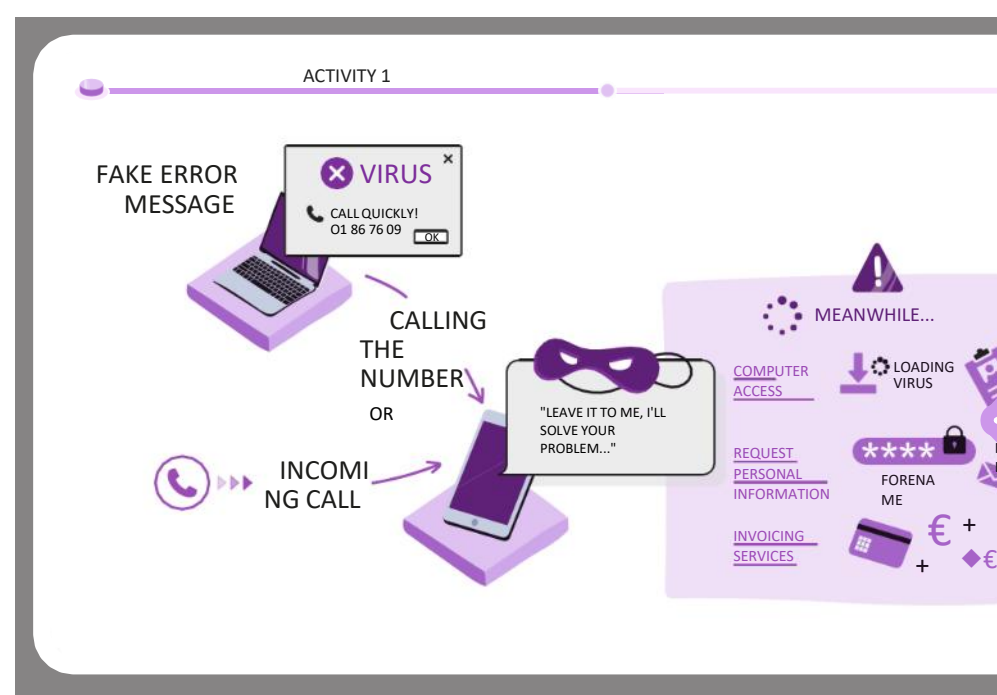 ACTIVITY 1
FAKE ERROR
MESSAGE
VIRUS
CALL QUICKLY!
O1 86 76 09
OK
CALLING
THE
NUMBER
OR
INCOMI
NG CALL
"LEAVE IT TO ME, I'LL
SOLVE YOUR
PROBLEM..."
MEANWHILE...
COMPUTER
ACCESS
LOADING
VIRUS
REQUEST
PERSONAL
INFORMATION
****
FORENA
ME
INVOICING
SERVICES
€ +
+
€